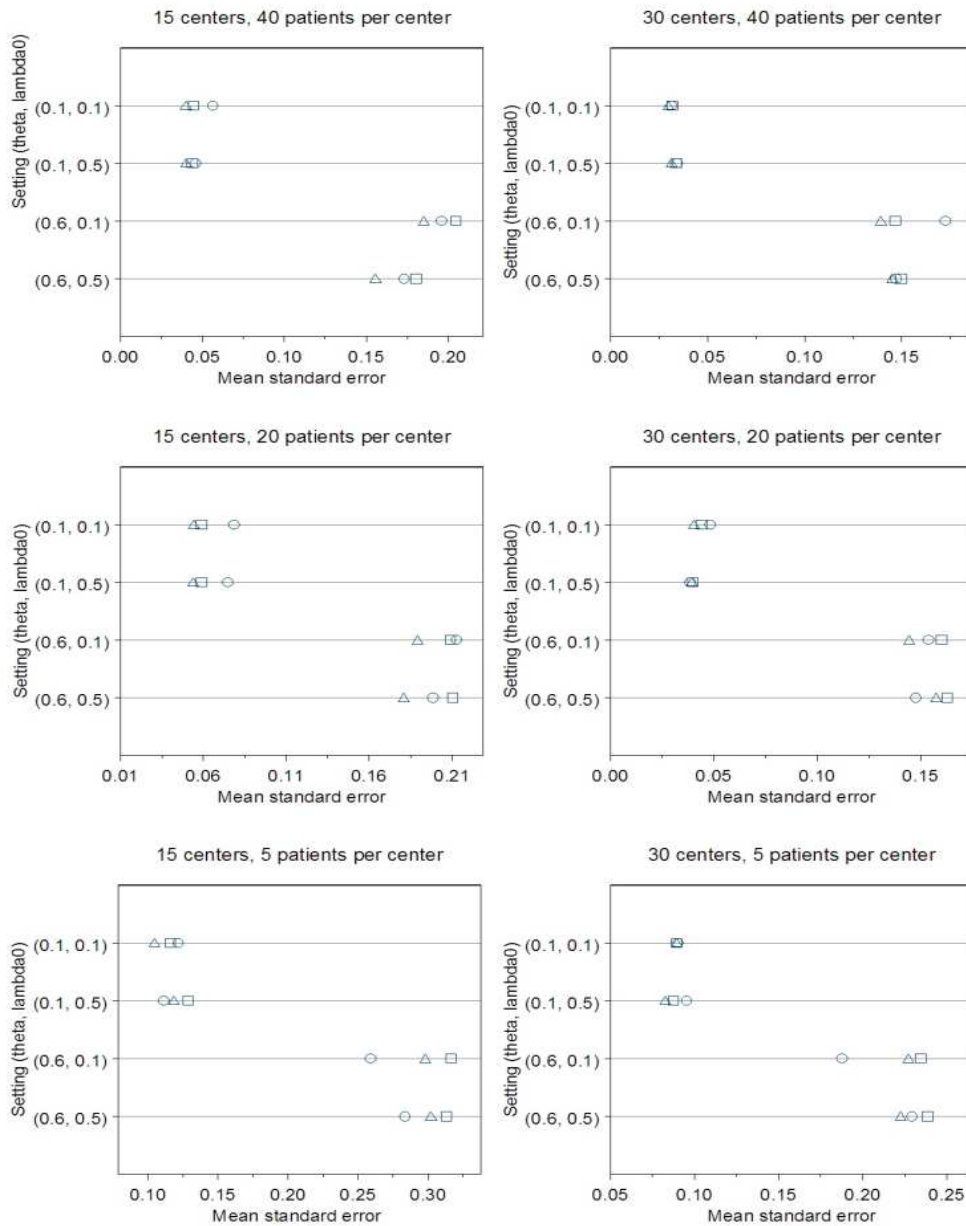 15 centers, 40 patients per center
Setting (theta, lambda0)
(0.1, 0.1)
(0.1, 0.5)
(0.6, 0.1)
(0.6, 0.5)
0.00 0.05 0.10 0.15 0.20
Mean standard error
30 centers, 40 patients per center
Setting (theta, lambda0)
(0.1, 0.1)
(0.1, 0.5)
(0.6, 0.1)
(0.6, 0.5)
0.00 0.05 0.10 0.15
Mean standard error
15 centers, 20 patients per center
Setting (theta, lambda0)
(0.1, 0.1)
(0.1, 0.5)
(0.6, 0.1)
(0.6, 0.5)
0.01 0.06 0.11 0.16 0.21
Mean standard error
30 centers, 20 patients per center
Setting (theta, lambda0)
(0.1, 0.1)
(0.1, 0.5)
(0.6, 0.1)
(0.6, 0.5)
0.00 0.05 0.10 0.15
Mean standard error
15 centers, 5 patients per center
Setting (theta, lambda0)
(0.1, 0.1)
(0.1, 0.5)
(0.6, 0.1)
(0.6, 0.5)
0.10 0.15 0.20 0.25 0.30
Mean standard error
30 centers, 5 patients per center
Setting (theta, lambda0)
(0.1, 0.1)
(0.1, 0.5)
(0.6, 0.1)
(0.6, 0.5)
0.05 0.10 0.15 0.20 0.25
Mean standard error